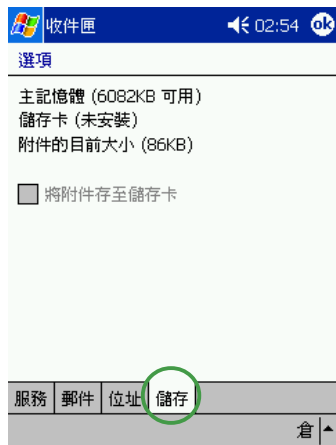 收件匣 02:54 ok
選項
主記憶體 (6082KB 可用)
儲存卡 (未安裝)
附件的目前大小 (86KB)
將附件存至儲存卡
服務 郵件 位址 儲存
倉